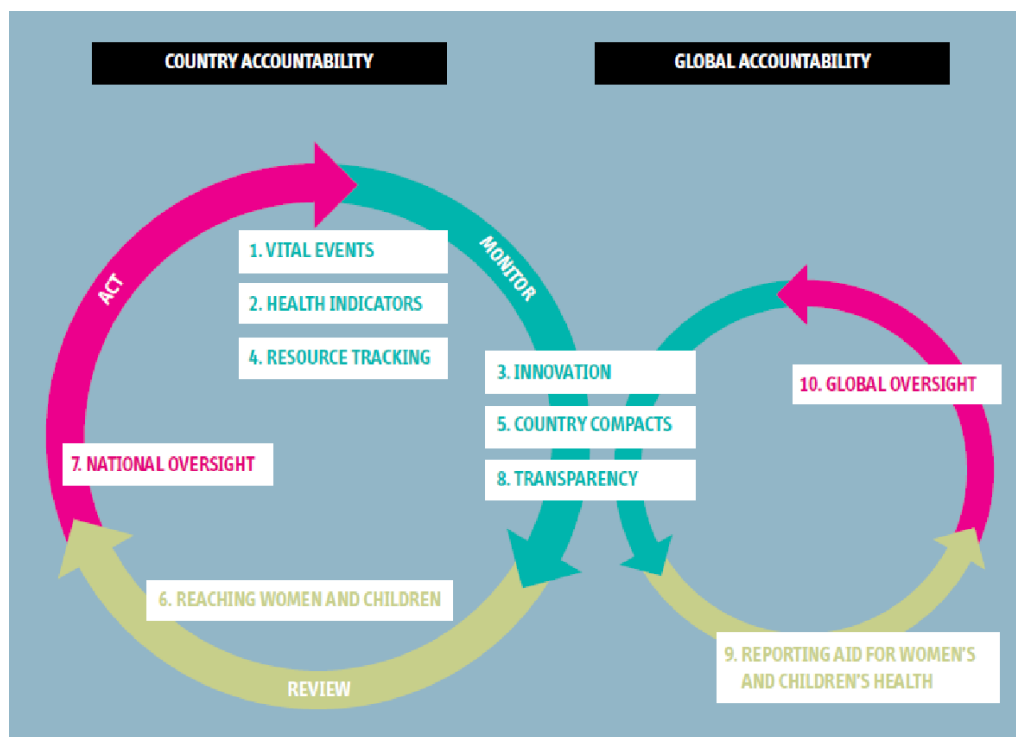 COUNTRY ACCOUNTABILITY
GLOBAL ACCOUNTABILITY
ACT
MONITOR
1. VITAL EVENTS
2. HEALTH INDICATORS
4. RESOURCE TRACKING
3. INNOVATION
5. COUNTRY COMPACTS
8. TRANSPARENCY
10. GLOBAL OVERSIGHT
7. NATIONAL OVERSIGHT
6. REACHING WOMEN AND CHILDREN
REVIEW
9. REPORTING AID FOR WOMEN'S
AND CHILDREN'S HEALTH